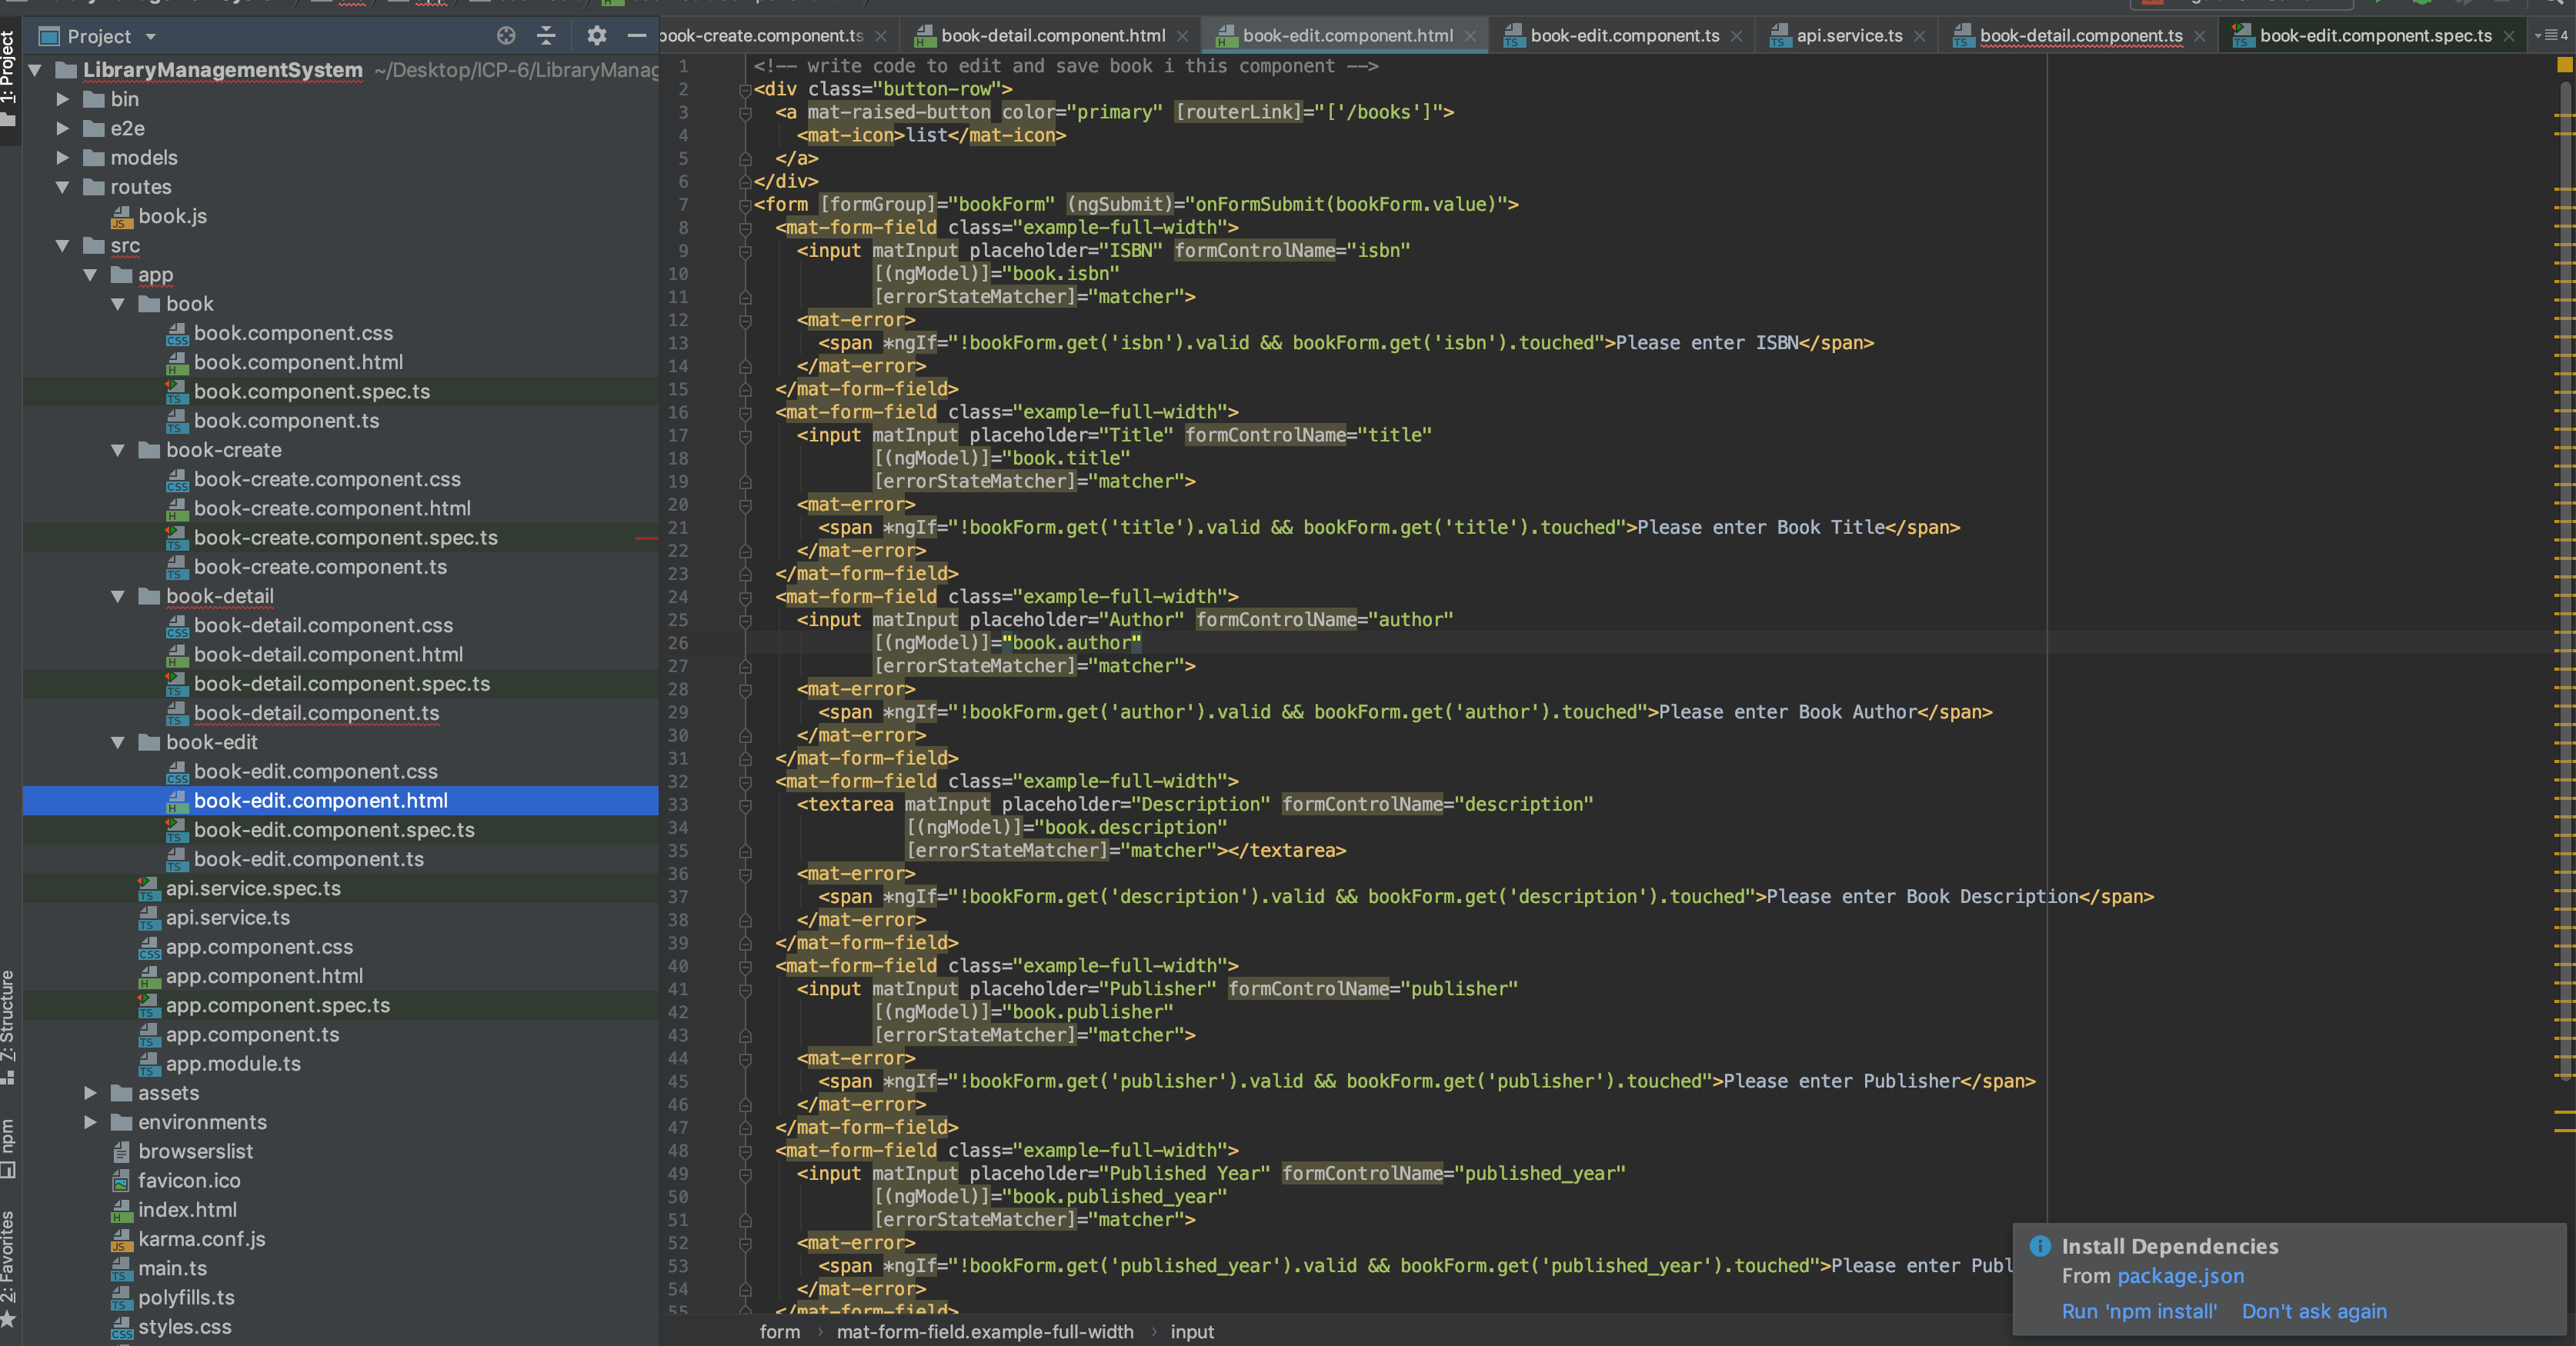 Project
book-create.component.ts
book-detail.component.html
book-edit.component.html
book-edit.component.ts
api.service.ts
book-detail.component.ts
book-edit.component.spec.ts
4
1: Project
Z: Structure
npm
2: Favorites
LibraryManagementSystem ~/Desktop/ICP-6/LibraryManag
bin
e2e
models
routes
book.js
src
app
book
book.component.css
book.component.html
book.component.spec.ts
book.component.ts
book-create
book-create.component.css
book-create.component.html
book-create.component.spec.ts
book-create.component.ts
book-detail
book-detail.component.css
book-detail.component.html
book-detail.component.spec.ts
book-detail.component.ts
book-edit
book-edit.component.css
book-edit.component.html
book-edit.component.spec.ts
book-edit.component.ts
api.service.spec.ts
api.service.ts
app.component.css
app.component.html
app.component.spec.ts
app.component.ts
app.module.ts
assets
environments
browserslist
favicon.ico
index.html
karma.conf.js
main.ts
polyfills.ts
styles.css
1 <!-- write code to edit and save book i this component -->
2 <div class="button-row">
3 <a mat-raised-button color="primary" [routerLink]="['/books']">
4 <mat-icon>list</mat-icon>
5 </a>
6 </div>
7 <form [formGroup]="bookForm" (ngSubmit)="onFormSubmit(bookForm.value)">
8 <mat-form-field class="example-full-width">
9 <input matInput placeholder="ISBN" formControlName="isbn"
10 [(ngModel)]="book.isbn"
11 [errorStateMatcher]="matcher">
12 <mat-error>
13 <span *ngIf="!bookForm.get('isbn').valid && bookForm.get('isbn').touched">Please enter ISBN</span>
14 </mat-error>
15 </mat-form-field>
16 <mat-form-field class="example-full-width">
17 <input matInput placeholder="Title" formControlName="title"
18 [(ngModel)]="book.title"
19 [errorStateMatcher]="matcher">
20 <mat-error>
21 <span *ngIf="!bookForm.get('title').valid && bookForm.get('title').touched">Please enter Book Title</span>
22 </mat-error>
23 </mat-form-field>
24 <mat-form-field class="example-full-width">
25 <input matInput placeholder="Author" formControlName="author"
26 [(ngModel)]="book.author"
27 [errorStateMatcher]="matcher">
28 <mat-error>
29 <span *ngIf="!bookForm.get('author').valid && bookForm.get('author').touched">Please enter Book Author</span>
30 </mat-error>
31 </mat-form-field>
32 <mat-form-field class="example-full-width">
33 <textarea matInput placeholder="Description" formControlName="description"
34 [(ngModel)]="book.description"
35 [errorStateMatcher]="matcher"></textarea>
36 <mat-error>
37 <span *ngIf="!bookForm.get('description').valid && bookForm.get('description').touched">Please enter Book Description</span>
38 </mat-error>
39 </mat-form-field>
40 <mat-form-field class="example-full-width">
41 <input matInput placeholder="Publisher" formControlName="publisher"
42 [(ngModel)]="book.publisher"
43 [errorStateMatcher]="matcher">
44 <mat-error>
45 <span *ngIf="!bookForm.get('publisher').valid && bookForm.get('publisher').touched">Please enter Publisher</span>
46 </mat-error>
47 </mat-form-field>
48 <mat-form-field class="example-full-width">
49 <input matInput placeholder="Published Year" formControlName="published_year"
50 [(ngModel)]="book.published_year"
51 [errorStateMatcher]="matcher">
52 <mat-error>
53 <span *ngIf="!bookForm.get('published_year').valid && bookForm.get('published_year').touched">Please enter Publ
54 </mat-error>
55 </mat-form-field>
form › mat-form-field.example-full-width › input
Install Dependencies
From package.json
Run 'npm install' Don't ask again